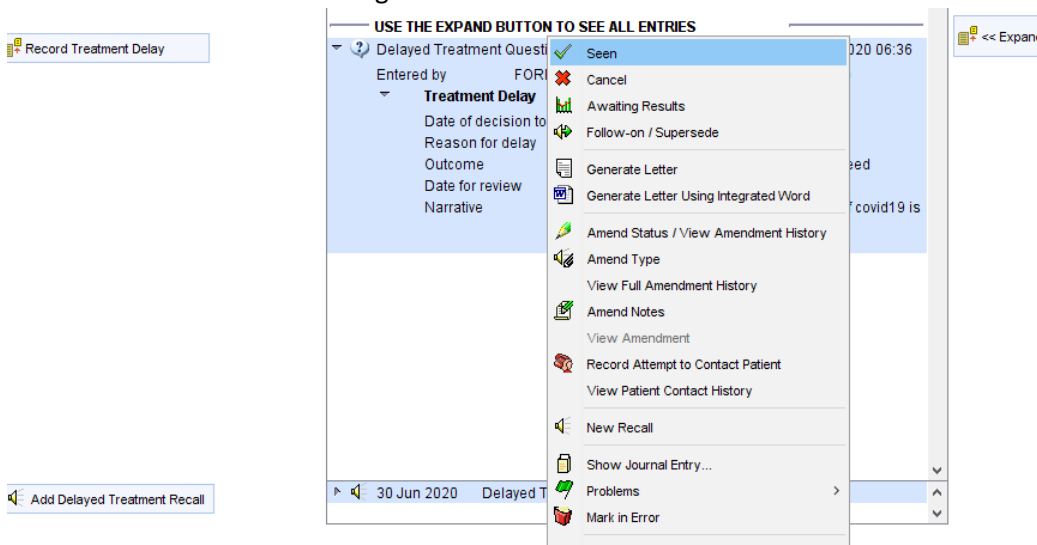 USE THE EXPAND BUTTON TO SEE ALL ENTRIES
Record Treatment Delay
<< Expan
Delayed Treatment Questi
020 06:36
Entered by FOR
Treatment Delay
Date of decision to
Reason for delay
Outcome
eed
Date for review
Narrative
f covid19 is
Seen
Cancel
Awaiting Results
Follow-on / Supersede
Generate Letter
Generate Letter Using Integrated Word
Amend Status / View Amendment History
Amend Type
View Full Amendment History
Amend Notes
View Amendment
Record Attempt to Contact Patient
View Patient Contact History
New Recall
Show Journal Entry...
Problems
Mark in Error
Add Delayed Treatment Recall
30 Jun 2020 Delayed T